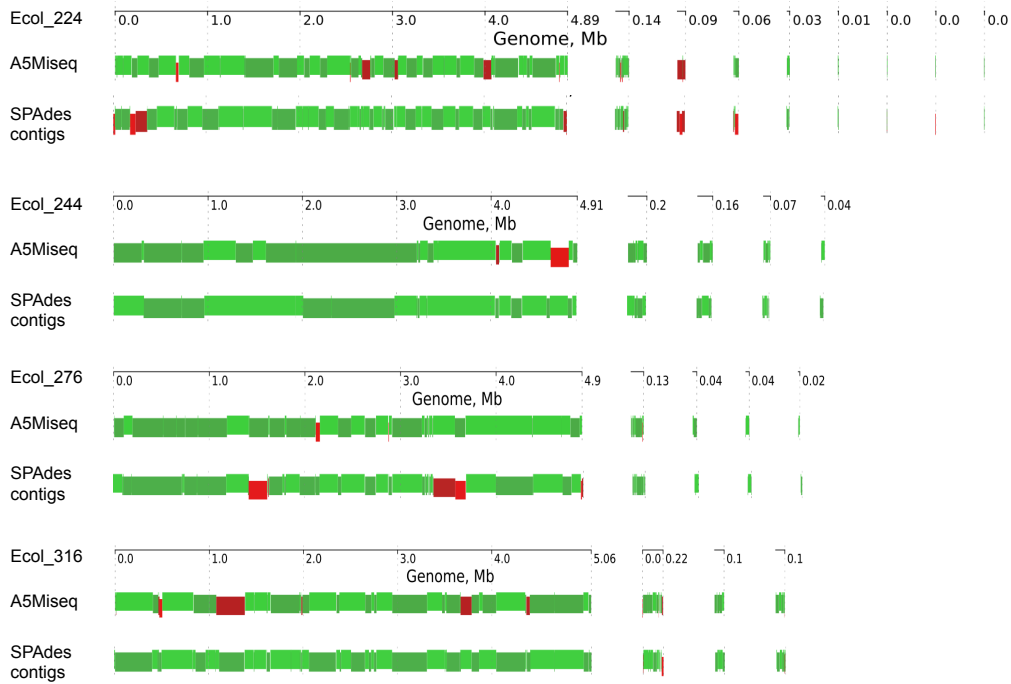 Ecol_224
0.0 1.0 2.0 3.0 4.0 4.89 0.14 0.09 0.06 0.03 0.01 0.0 0.0 0.0
Genome, Mb
A5Miseq
SPAdes
contigs
Ecol_244
0.0 1.0 2.0 3.0 4.0 4.91 0.2 0.16 0.07 0.04
Genome, Mb
A5Miseq
SPAdes
contigs
Ecol_276
0.0 1.0 2.0 3.0 4.0 4.9 0.13 0.04 0.04 0.02
Genome, Mb
A5Miseq
SPAdes
contigs
Ecol_316
0.0 1.0 2.0 3.0 4.0 5.06 0.0 0.22 0.1 0.1
Genome, Mb
A5Miseq
SPAdes
contigs